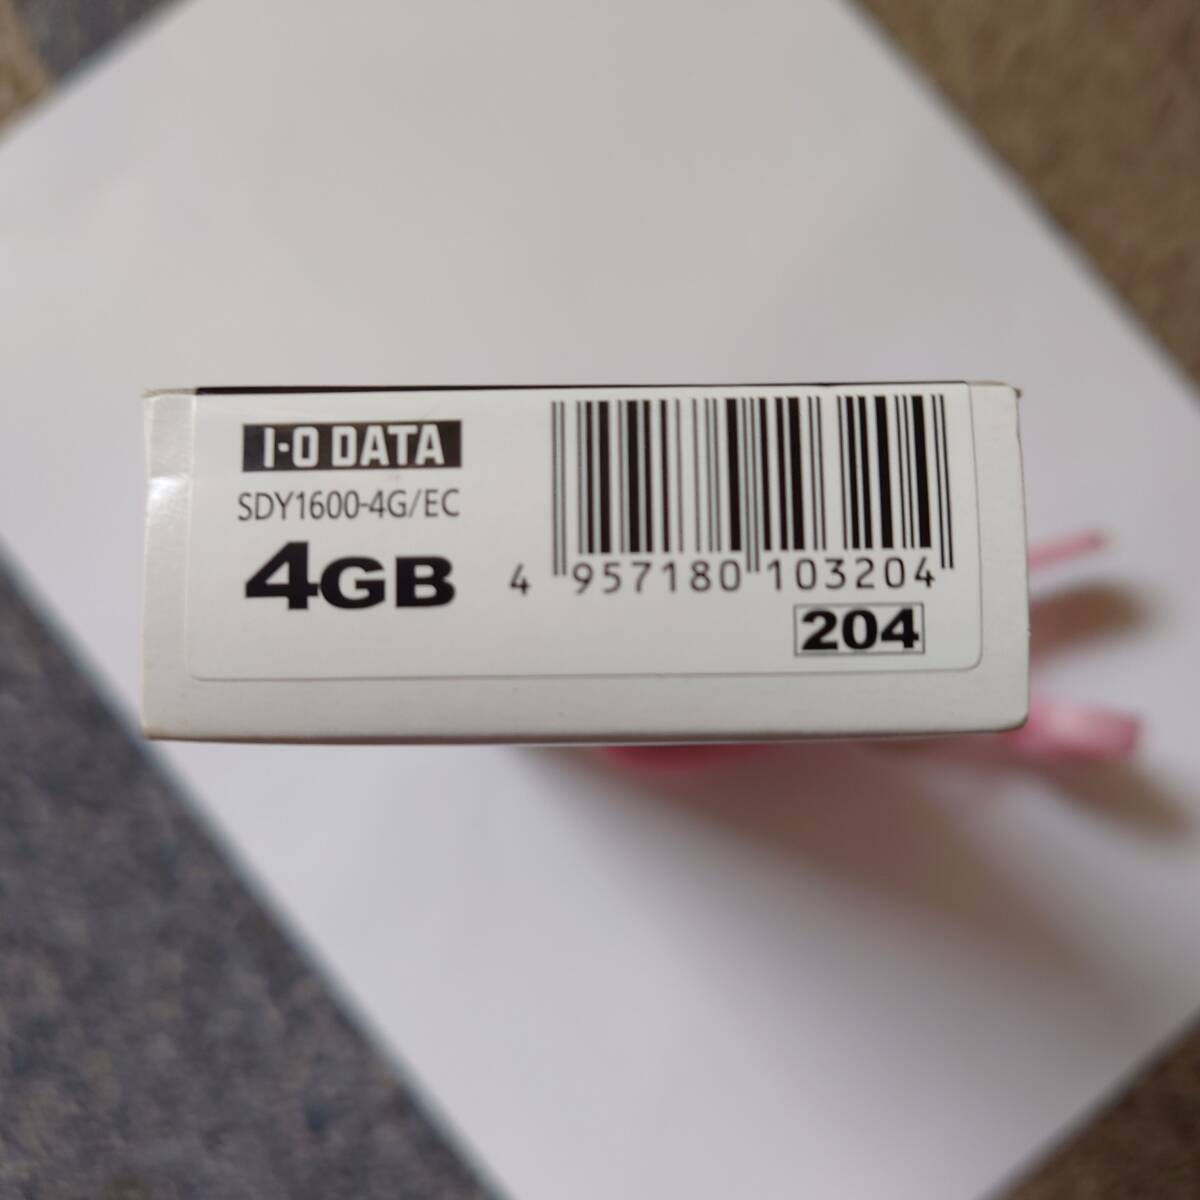 I-O DATA
SDY1600-4G/EC
4GB
4 957180 103204
204